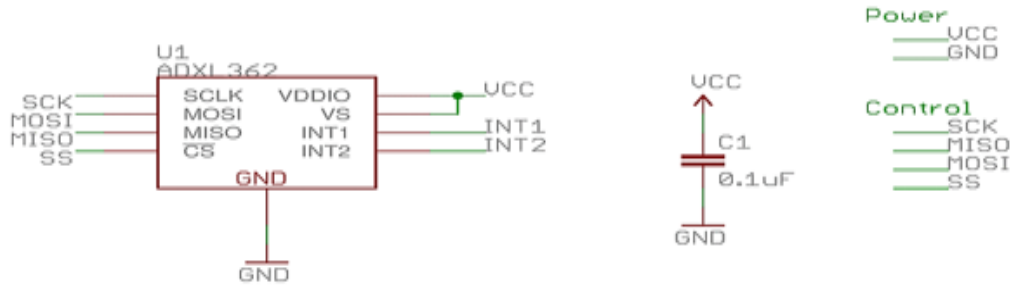 U1
ADXL362
SCK SCLK VDDIO VCC
MOSI MOSI VS
MISO MISO INT1 INT1
SS CS INT2 INT2
GND
GND
VCC
C1
0.1uF
GND
Power
VCC
GND
Control
SCK
MISO
MOSI
SS